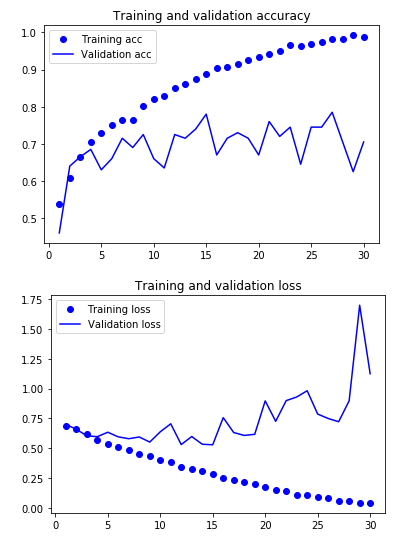 Training and validation accuracy
1.0
0.9
0.8
0.7
0.6
0.5
Training acc
Validation acc
0 5 10 15 20 25 30
Training and validation loss
1.75
1.50
1.25
1.00
0.75
0.50
0.25
0.00
Training loss
Validation loss
0 5 10 15 20 25 30